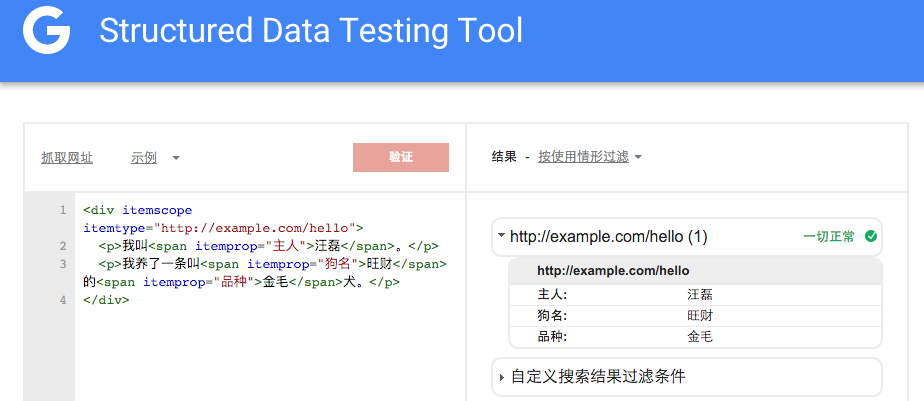 Structured Data Testing Tool
抓取网址 示例 验证
1 <div itemscope
itemtype="http://example.com/hello">
2 <p>我叫<span itemprop="主人">汪磊</span>。</p>
3 <p>我养了一条叫<span itemprop="狗名">旺财</span>
的<span itemprop="品种">金毛</span>犬。</p>
4 </div>
结果 - 按使用情形过滤
http://example.com/hello (1) 一切正常
http://example.com/hello
主人: 汪磊
狗名: 旺财
品种: 金毛
自定义搜索结果过滤条件